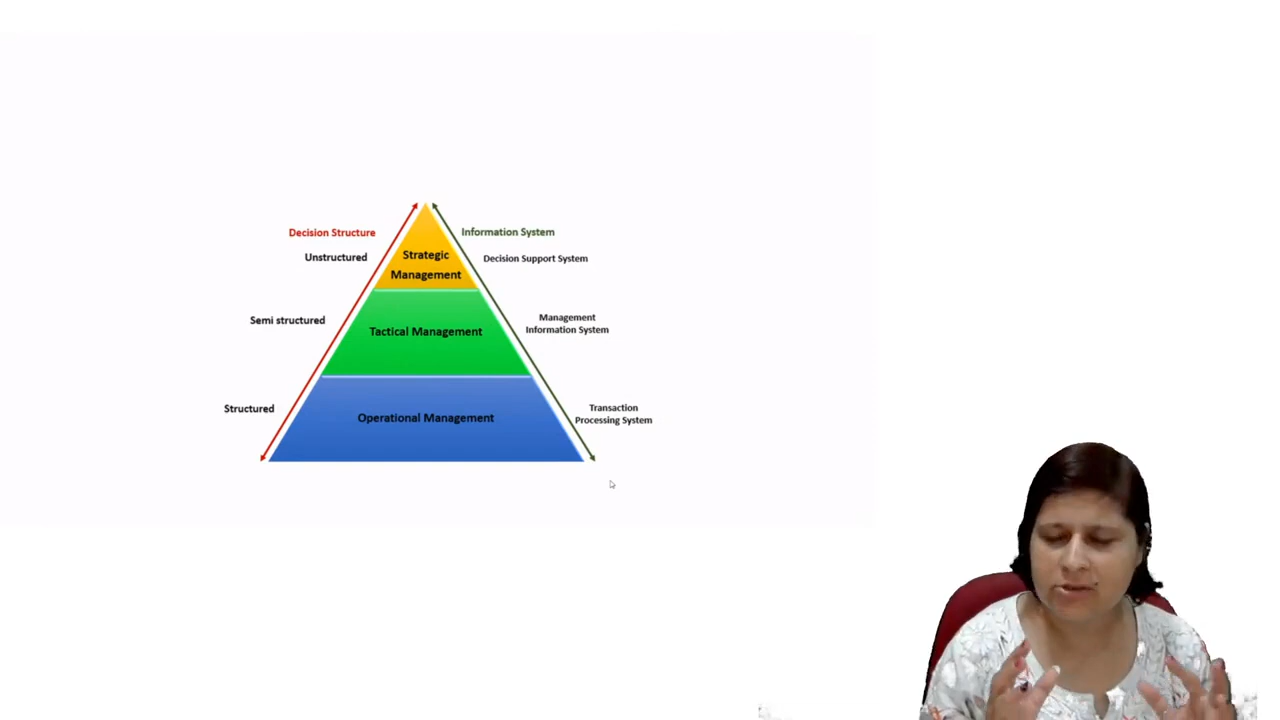 Decision Structure
Information System
Unstructured
Strategic
Management
Decision Support System
Semi structured
Tactical Management
Management
Information System
Structured
Operational Management
Transaction
Processing System